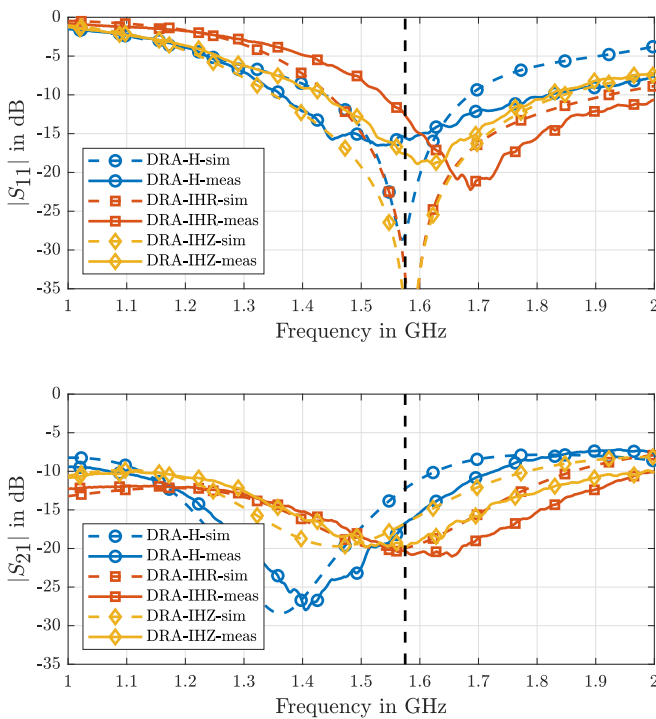 0
-5
-10
-15
-20
-25
-30
-35
|S11| in dB
DRA-H-sim
DRA-H-meas
DRA-IHR-sim
DRA-IHR-meas
DRA-IHZ-sim
DRA-IHZ-meas
1 1.1 1.2 1.3 1.4 1.5 1.6 1.7 1.8 1.9 2
Frequency in GHz
0
-5
-10
-15
-20
-25
-30
-35
|S21| in dB
DRA-H-sim
DRA-H-meas
DRA-IHR-sim
DRA-IHR-meas
DRA-IHZ-sim
DRA-IHZ-meas
1 1.1 1.2 1.3 1.4 1.5 1.6 1.7 1.8 1.9 2
Frequency in GHz